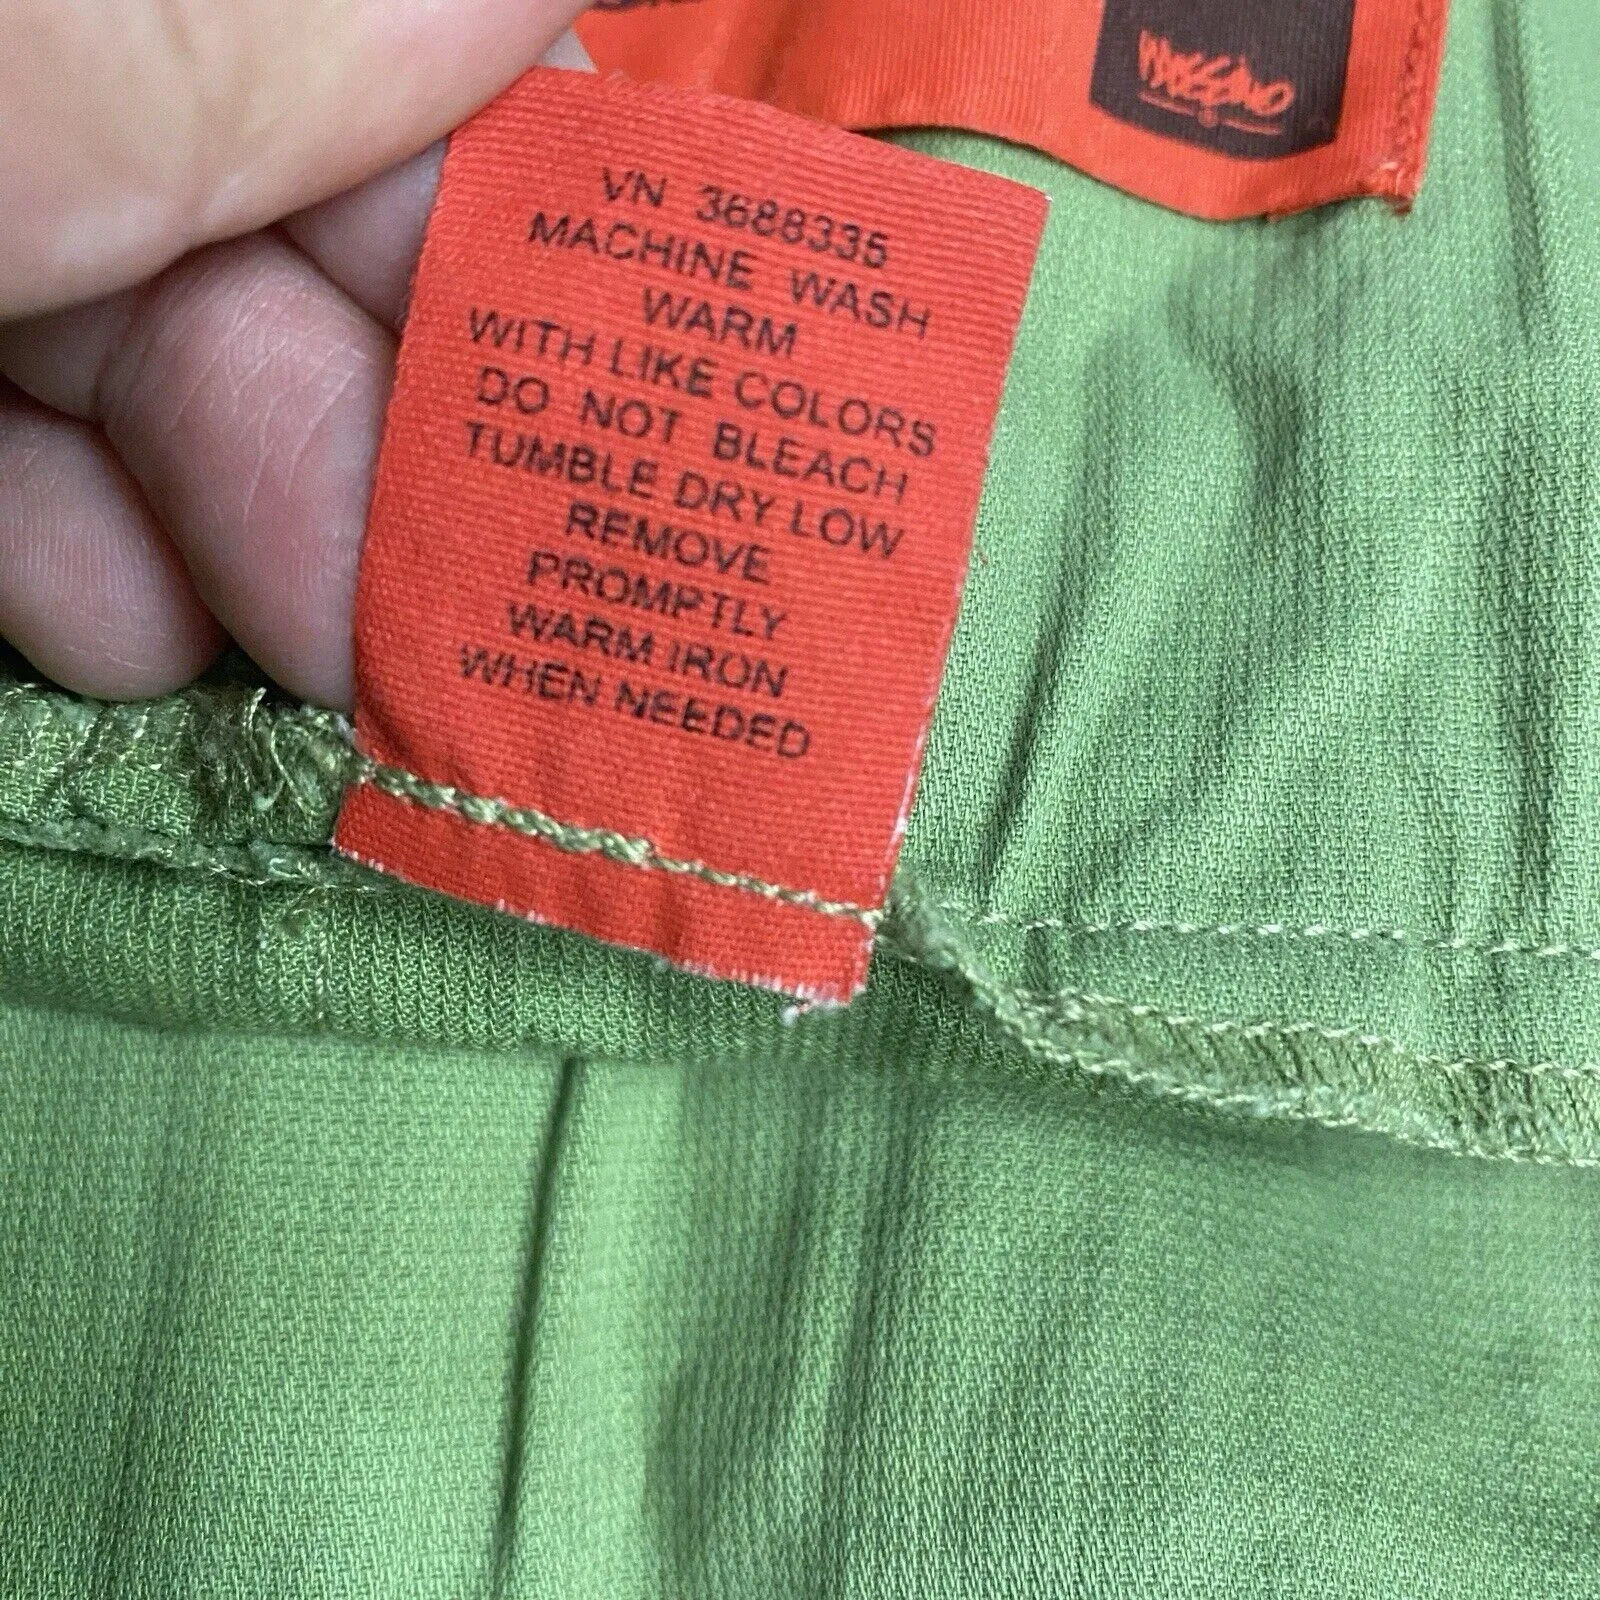 MOSSIMO
VN 3688335
MACHINE WASH
WARM
WITH LIKE COLORS
DO NOT BLEACH
TUMBLE DRY LOW
REMOVE
PROMPTLY
WARM IRON
WHEN NEEDED